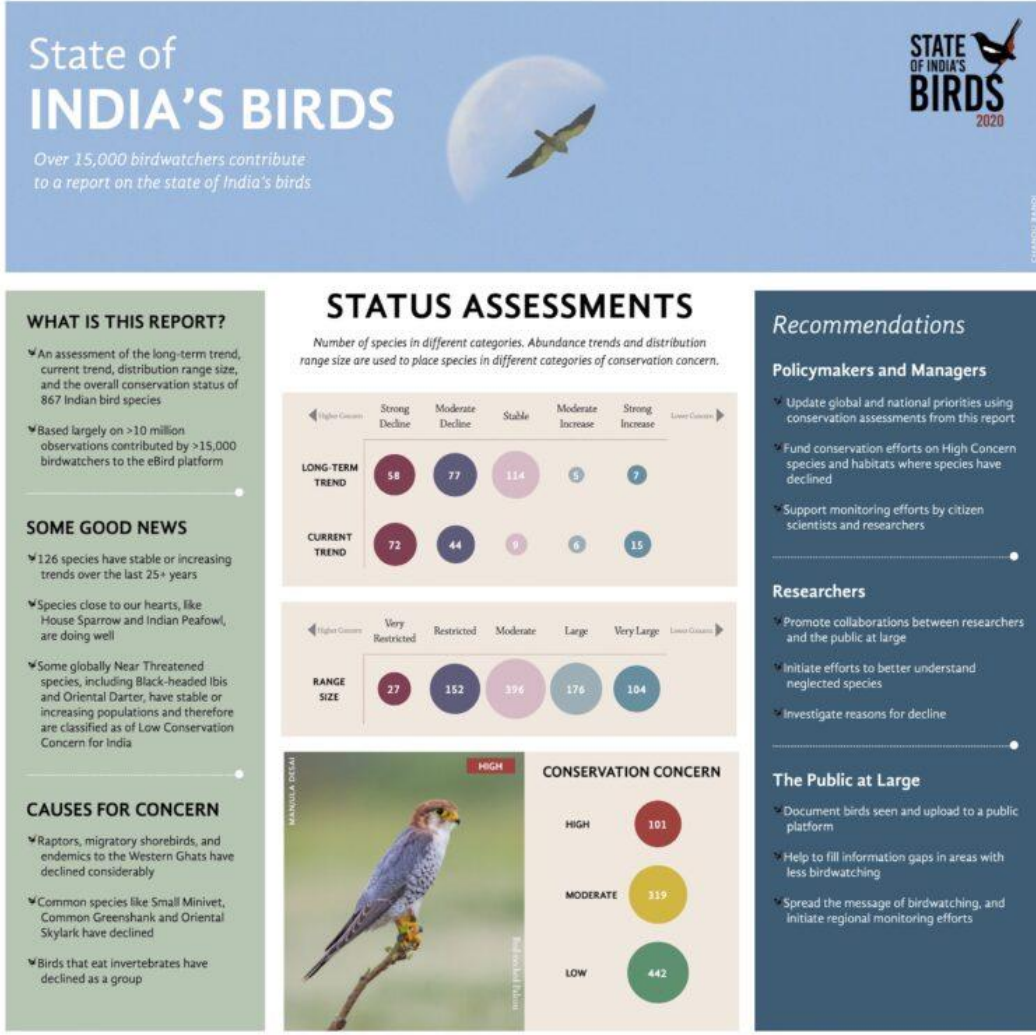 State of
INDIA'S BIRDS
Over 15,000 birdwatchers contribute
to a report on the state of India's birds
STATE
OF INDIA'S
BIRDS
2020
WHAT IS THIS REPORT?
An assessment of the long-term trend,
current trend, distribution range size,
and the overall conservation status of
867 Indian bird species
Based largely on >10 million
observations contributed by >15,000
birdwatchers to the eBird platform
SOME GOOD NEWS
126 species have stable or increasing
trends over the last 25+ years
Species close to our hearts, like
House Sparrow and Indian Peafowl,
are doing well
Some globally Near Threatened
species, including Black-headed Ibis
and Oriental Darter, have stable or
increasing populations and therefore
are classified as of Low Conservation
Concern for India
CAUSES FOR CONCERN
Raptors, migratory shorebirds, and
endemics to the Western Ghats have
declined considerably
Common species like Small Minivet,
Common Greenshank and Oriental
Skylark have declined
Birds that eat invertebrates have
declined as a group
STATUS ASSESSMENTS
Number of species in different categories. Abundance trends and distribution
range size are used to place species in different categories of conservation concern.
Higher Concern Strong Decline Moderate Decline Stable Moderate Increase Strong Increase Lower Concern
LONG-TERM TREND 58 77 114 5 7
CURRENT TREND 72 44 9 6 15
Higher Concern Very Restricted Restricted Moderate Large Very Large Lower Concern
RANGE SIZE 27 152 396 176 104
MANJULA DESAI
HIGH
Red-necked Falcon
CONSERVATION CONCERN
HIGH 101
MODERATE 319
LOW 442
Recommendations
Policymakers and Managers
Update global and national priorities using
conservation assessments from this report
Fund conservation efforts on High Concern
species and habitats where species have
declined
Support monitoring efforts by citizen
scientists and researchers
Researchers
Promote collaborations between researchers
and the public at large
Initiate efforts to better understand
neglected species
Investigate reasons for decline
The Public at Large
Document birds seen and upload to a public
platform
Help to fill information gaps in areas with
less birdwatching
Spread the message of birdwatching, and
initiate regional monitoring efforts